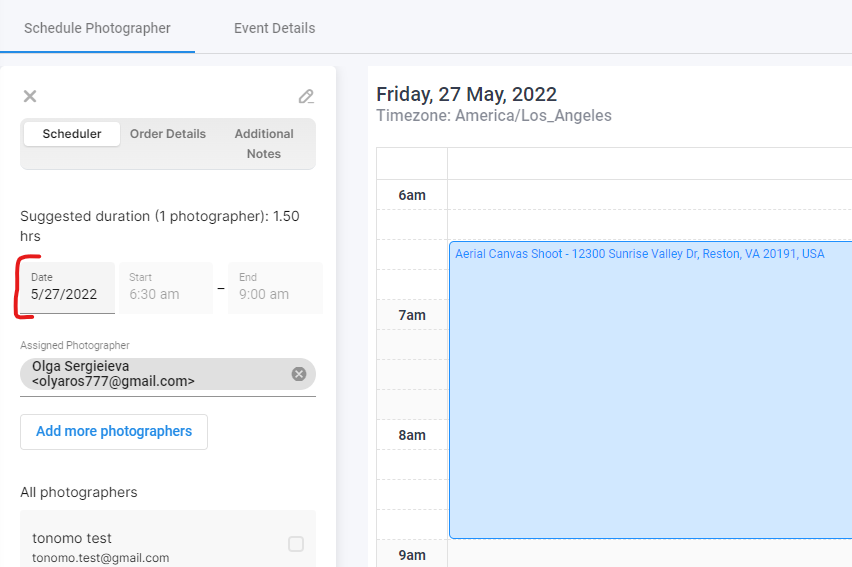 Schedule Photographer
Event Details
Scheduler
Order Details
Additional
Notes
Suggested duration (1 photographer): 1.50
hrs
Date
5/27/2022
Start
6:30 am
–
End
9:00 am
Assigned Photographer
Olga Sergieieva
<olyaros777@gmail.com>
Add more photographers
All photographers
tonomo test
tonomo.test@gmail.com
Friday, 27 May, 2022
Timezone: America/Los_Angeles
6am
Aerial Canvas Shoot - 12300 Sunrise Valley Dr, Reston, VA 20191, USA
7am
8am
9am